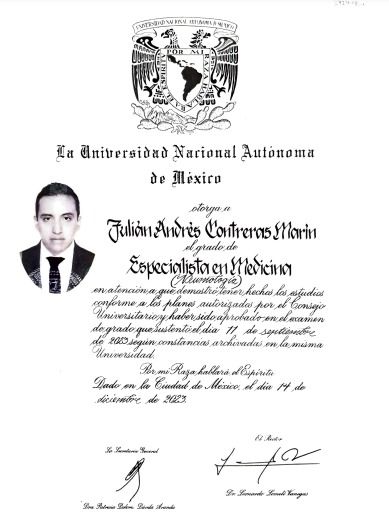 UNIVERSIDAD NACIONAL AUTÓNOMA DE MÉXICO
POR MI RAZA HABLARÁ EL ESPÍRITU
La Universidad Nacional Autónoma
de México
otorga a
Julián Andrés Contreras Marin
el grado de
Especialista en Medicina
(Neumología)
en atención a que demostró tener hechos los estudios
conforme a los planes autorizados por el Consejo
Universitario y haber sido aprobado en el examen
de grado que sustentó el día 11 de septiembre
de 2023 según constancias archivadas en la misma
Universidad.
Por mi Raza hablará el Espíritu
Dado en la Ciudad de México, el día 14 de
diciembre de 2023.
El Rector
La Secretaria General
Dr. Leonardo Lomelí Vanegas
Dra. Patricia Dolores Dávila Aranda